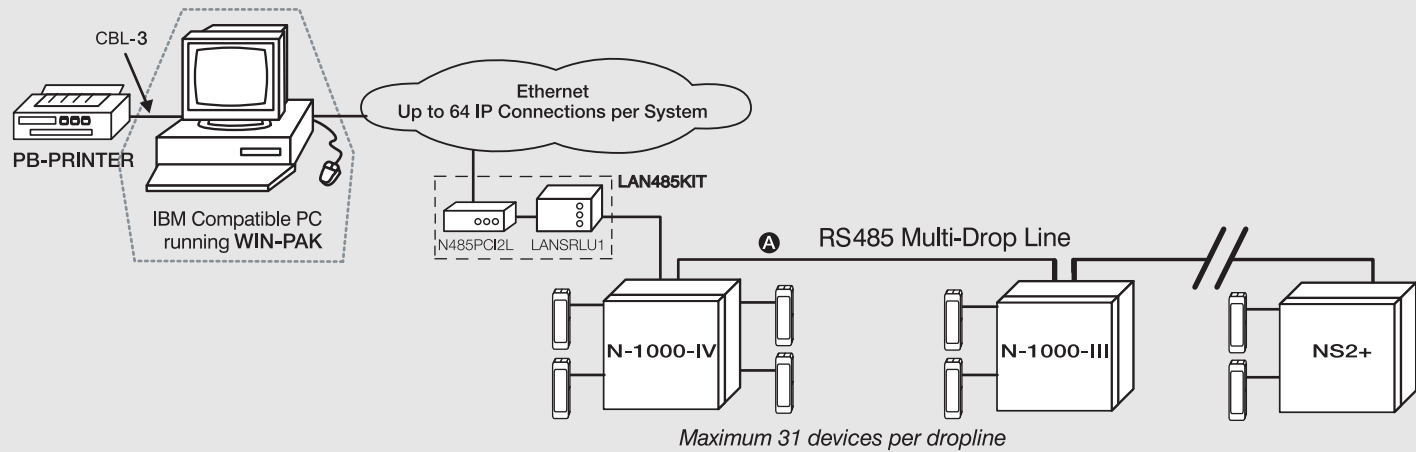 CBL-3
PB-PRINTER
IBM Compatible PC
running WIN-PAK
Ethernet
Up to 64 IP Connections per System
LAN485KIT
N485PCI2L
LANSRLU1
A
RS485 Multi-Drop Line
N-1000-IV
N-1000-III
NS2+
Maximum 31 devices per dropline